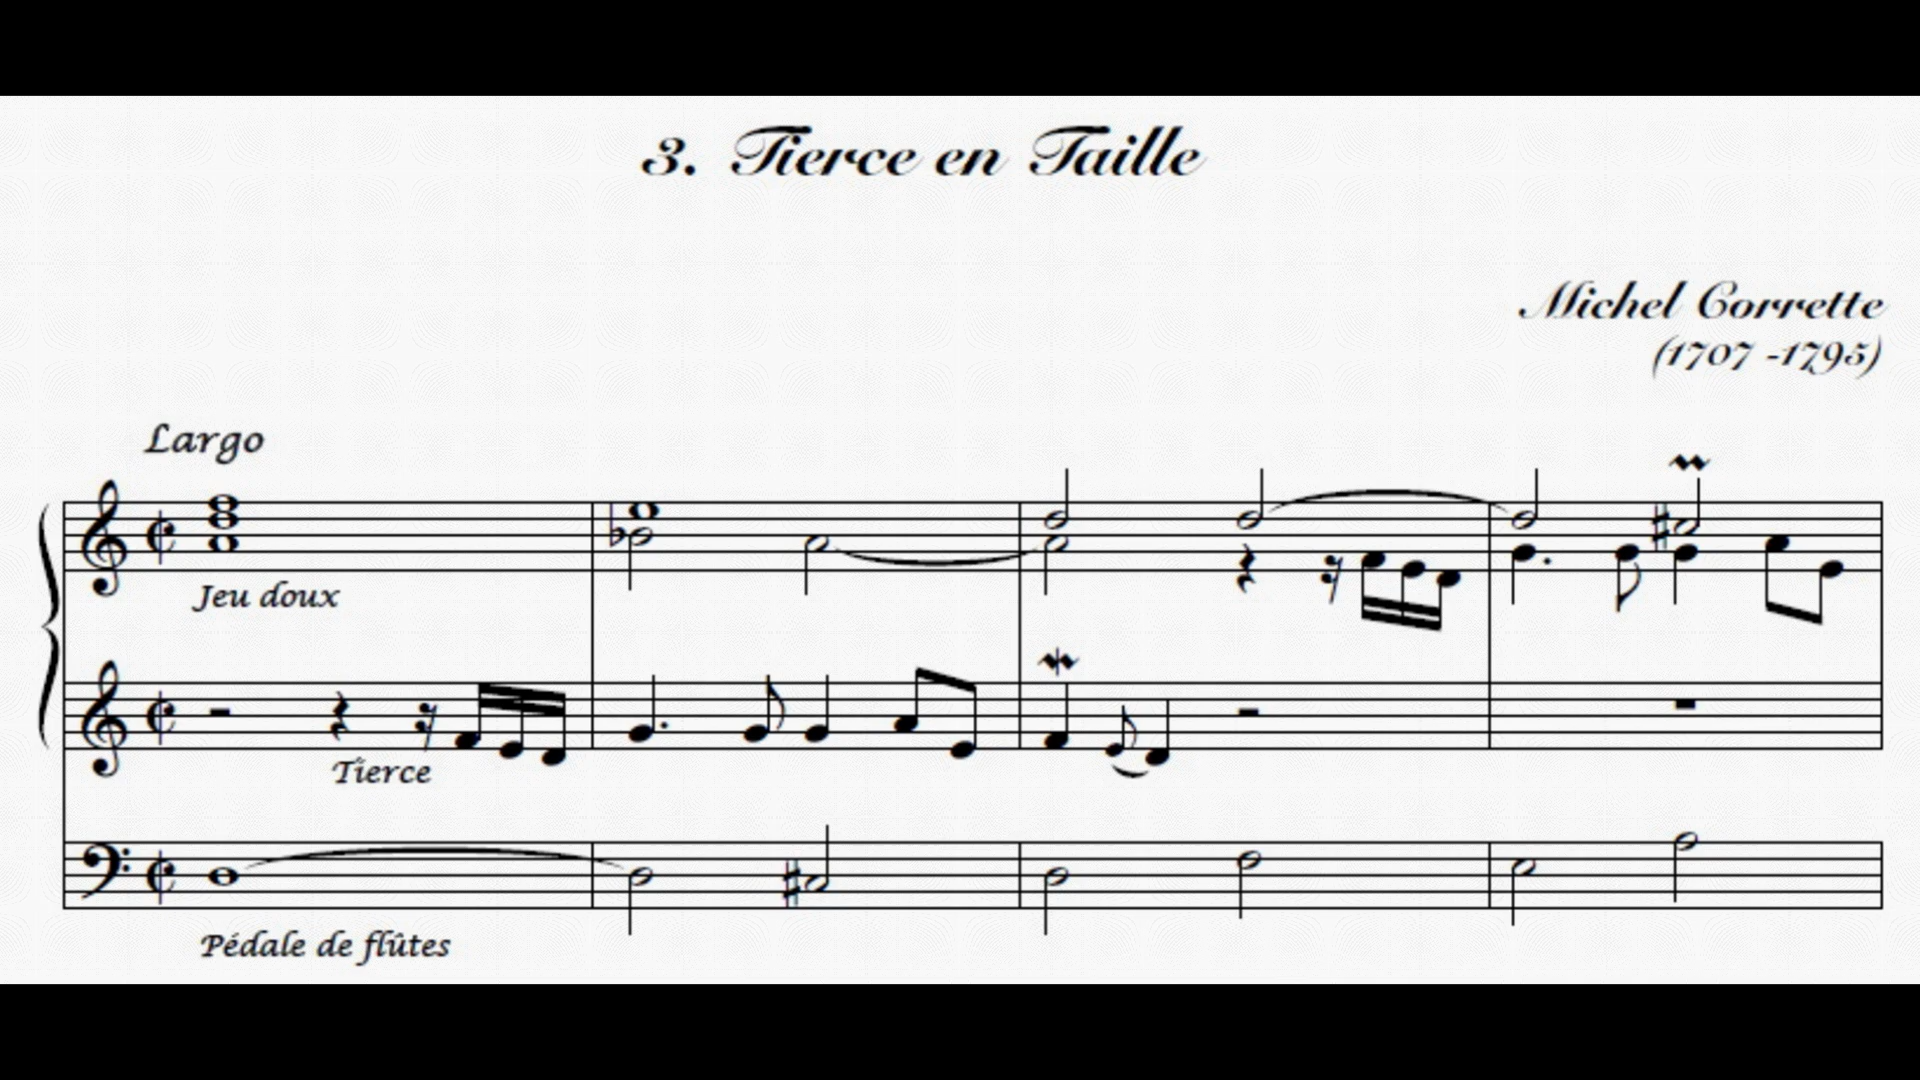 3. Tierce en Taille
Michel Corrette
(1707 -1795)
Largo
Jeu doux
Tierce
Pédale de flûtes